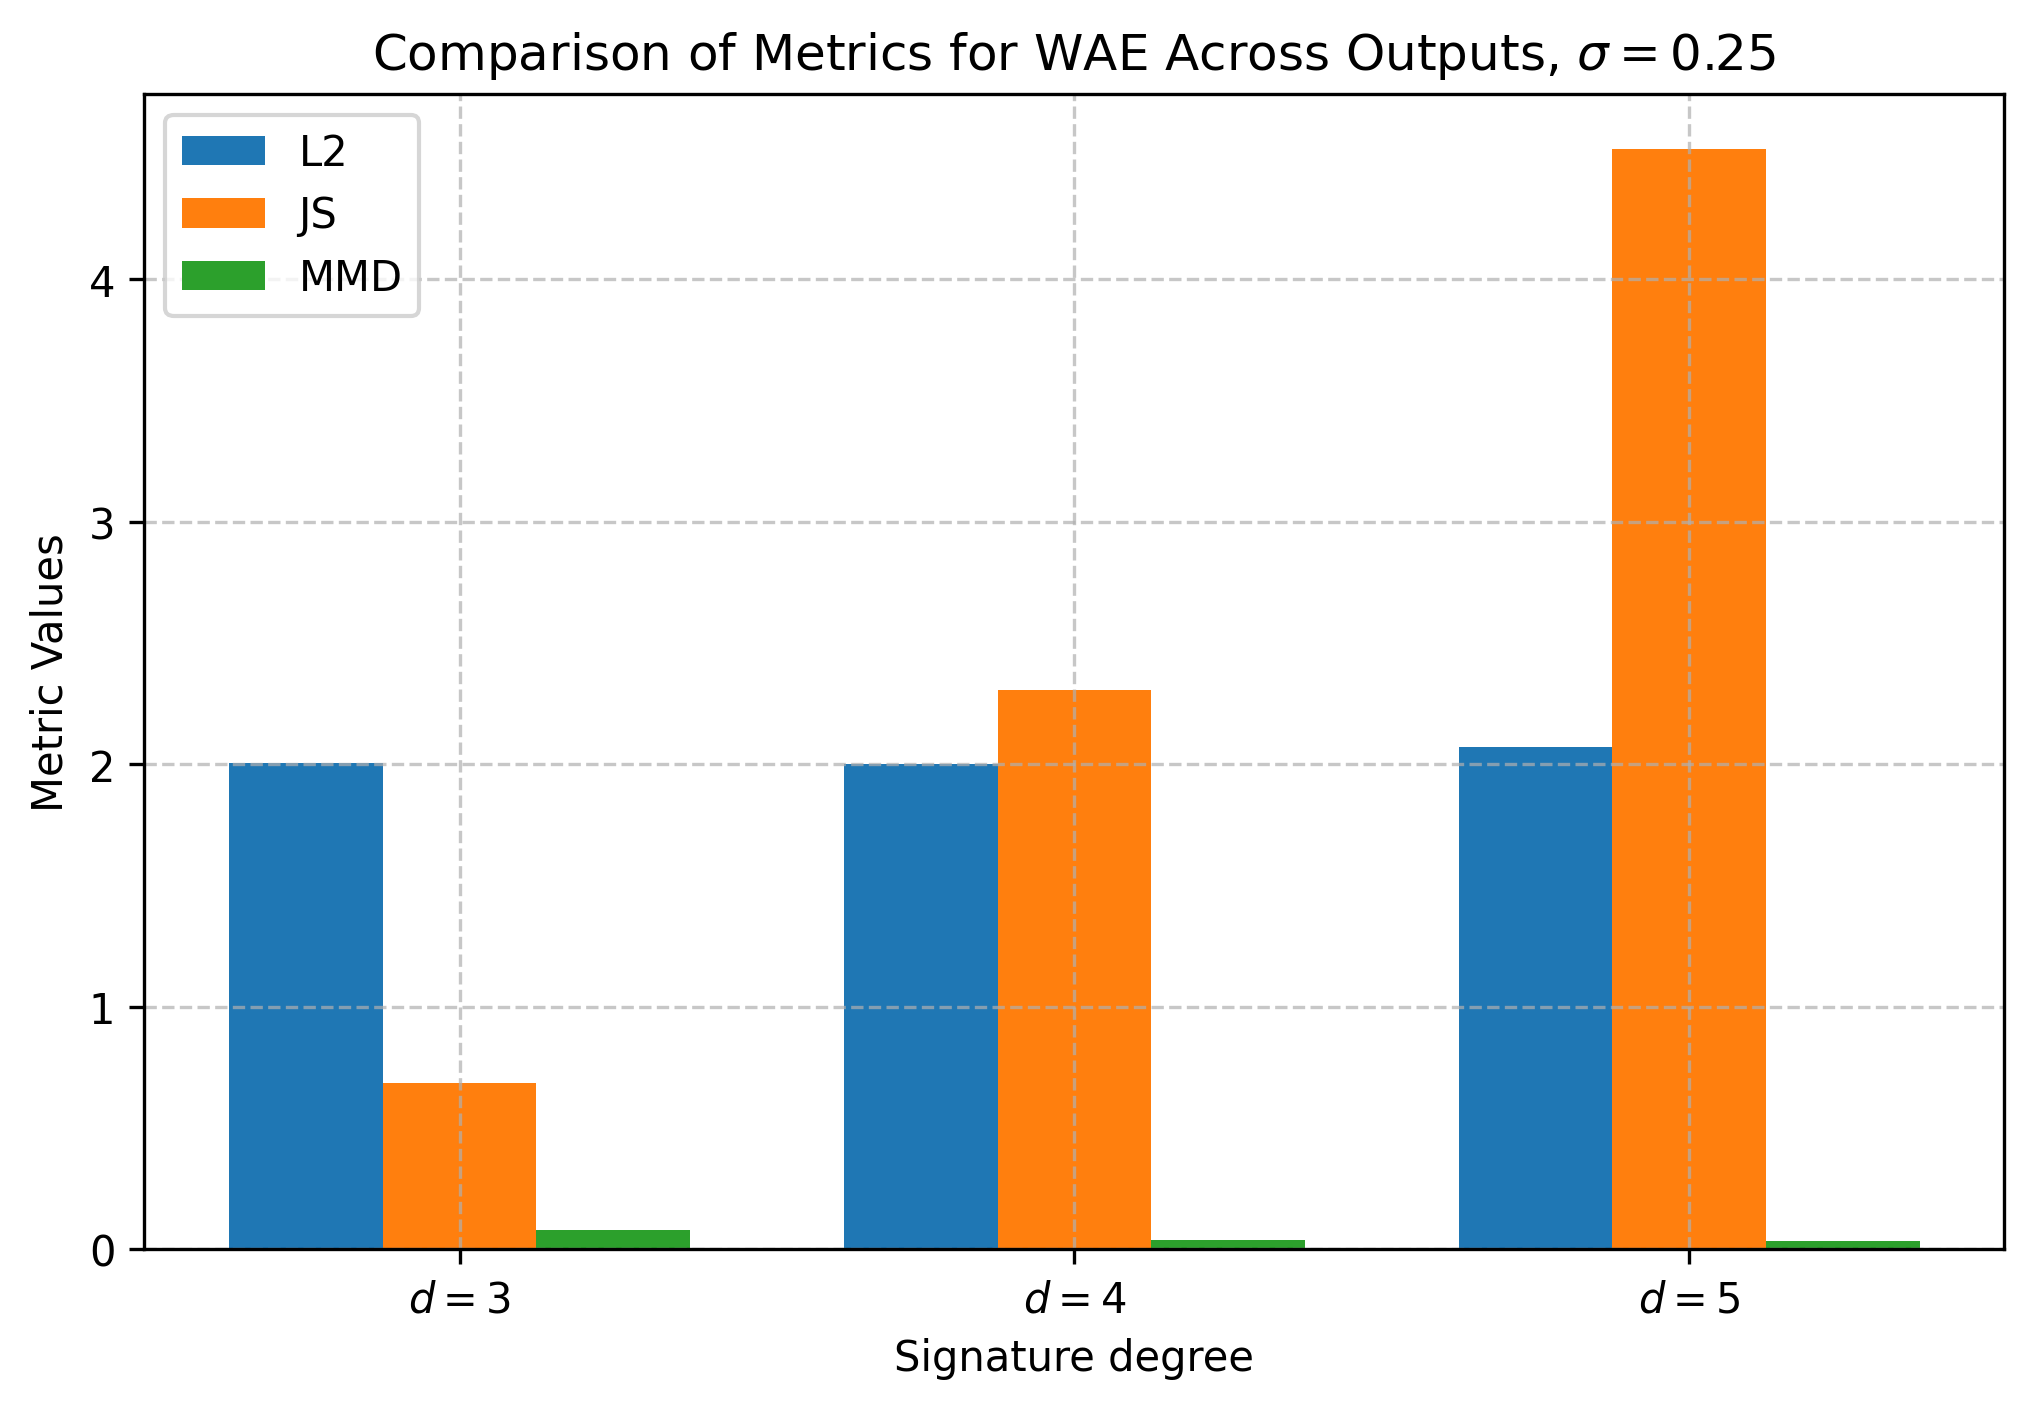 Comparison of Metrics for WAE Across Outputs, σ = 0.25
L2
JS
MMD
4
3
2
1
0
Metric Values
d = 3
d = 4
d = 5
Signature degree